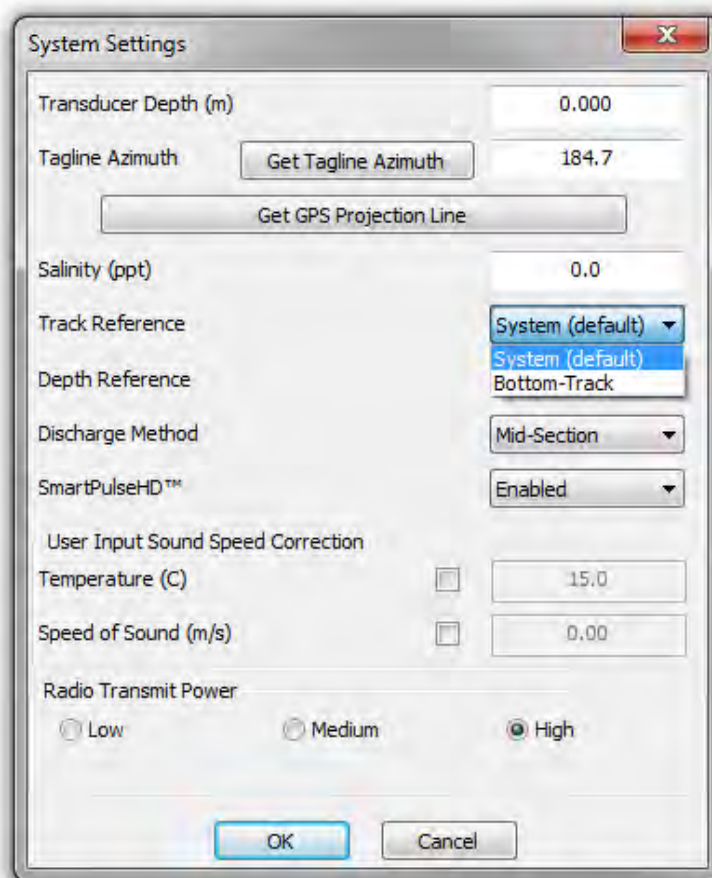 System Settings
Transducer Depth (m) 0.000
Tagline Azimuth Get Tagline Azimuth 184.7
Get GPS Projection Line
Salinity (ppt) 0.0
Track Reference System (default)
System (default)
Depth Reference Bottom-Track
Discharge Method Mid-Section
SmartPulseHD™ Enabled
User Input Sound Speed Correction
Temperature (C) 15.0
Speed of Sound (m/s) 0.00
Radio Transmit Power
Low Medium High
OK Cancel